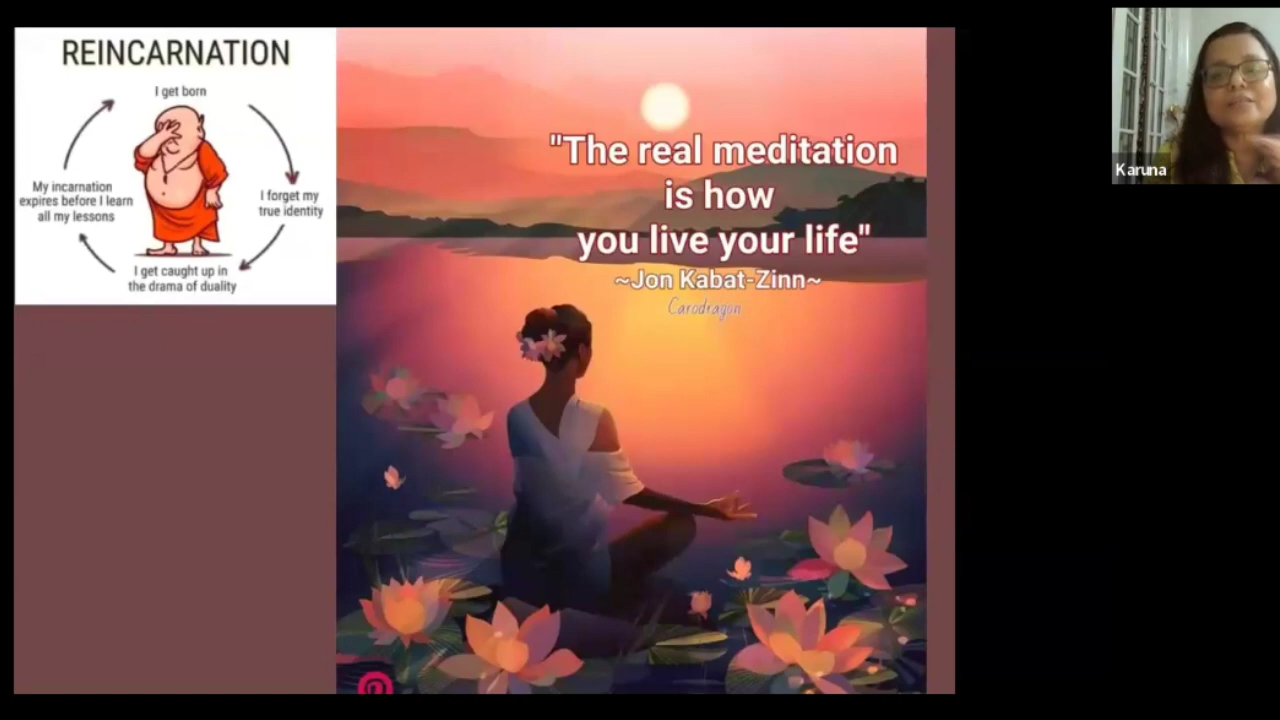 REINCARNATION
I get born
I forget my
true identity
I get caught up in
the drama of duality
My incarnation
expires before I learn
all my lessons
"The real meditation
is how
you live your life"
~Jon Kabat-Zinn~
Carodragon
Karuna